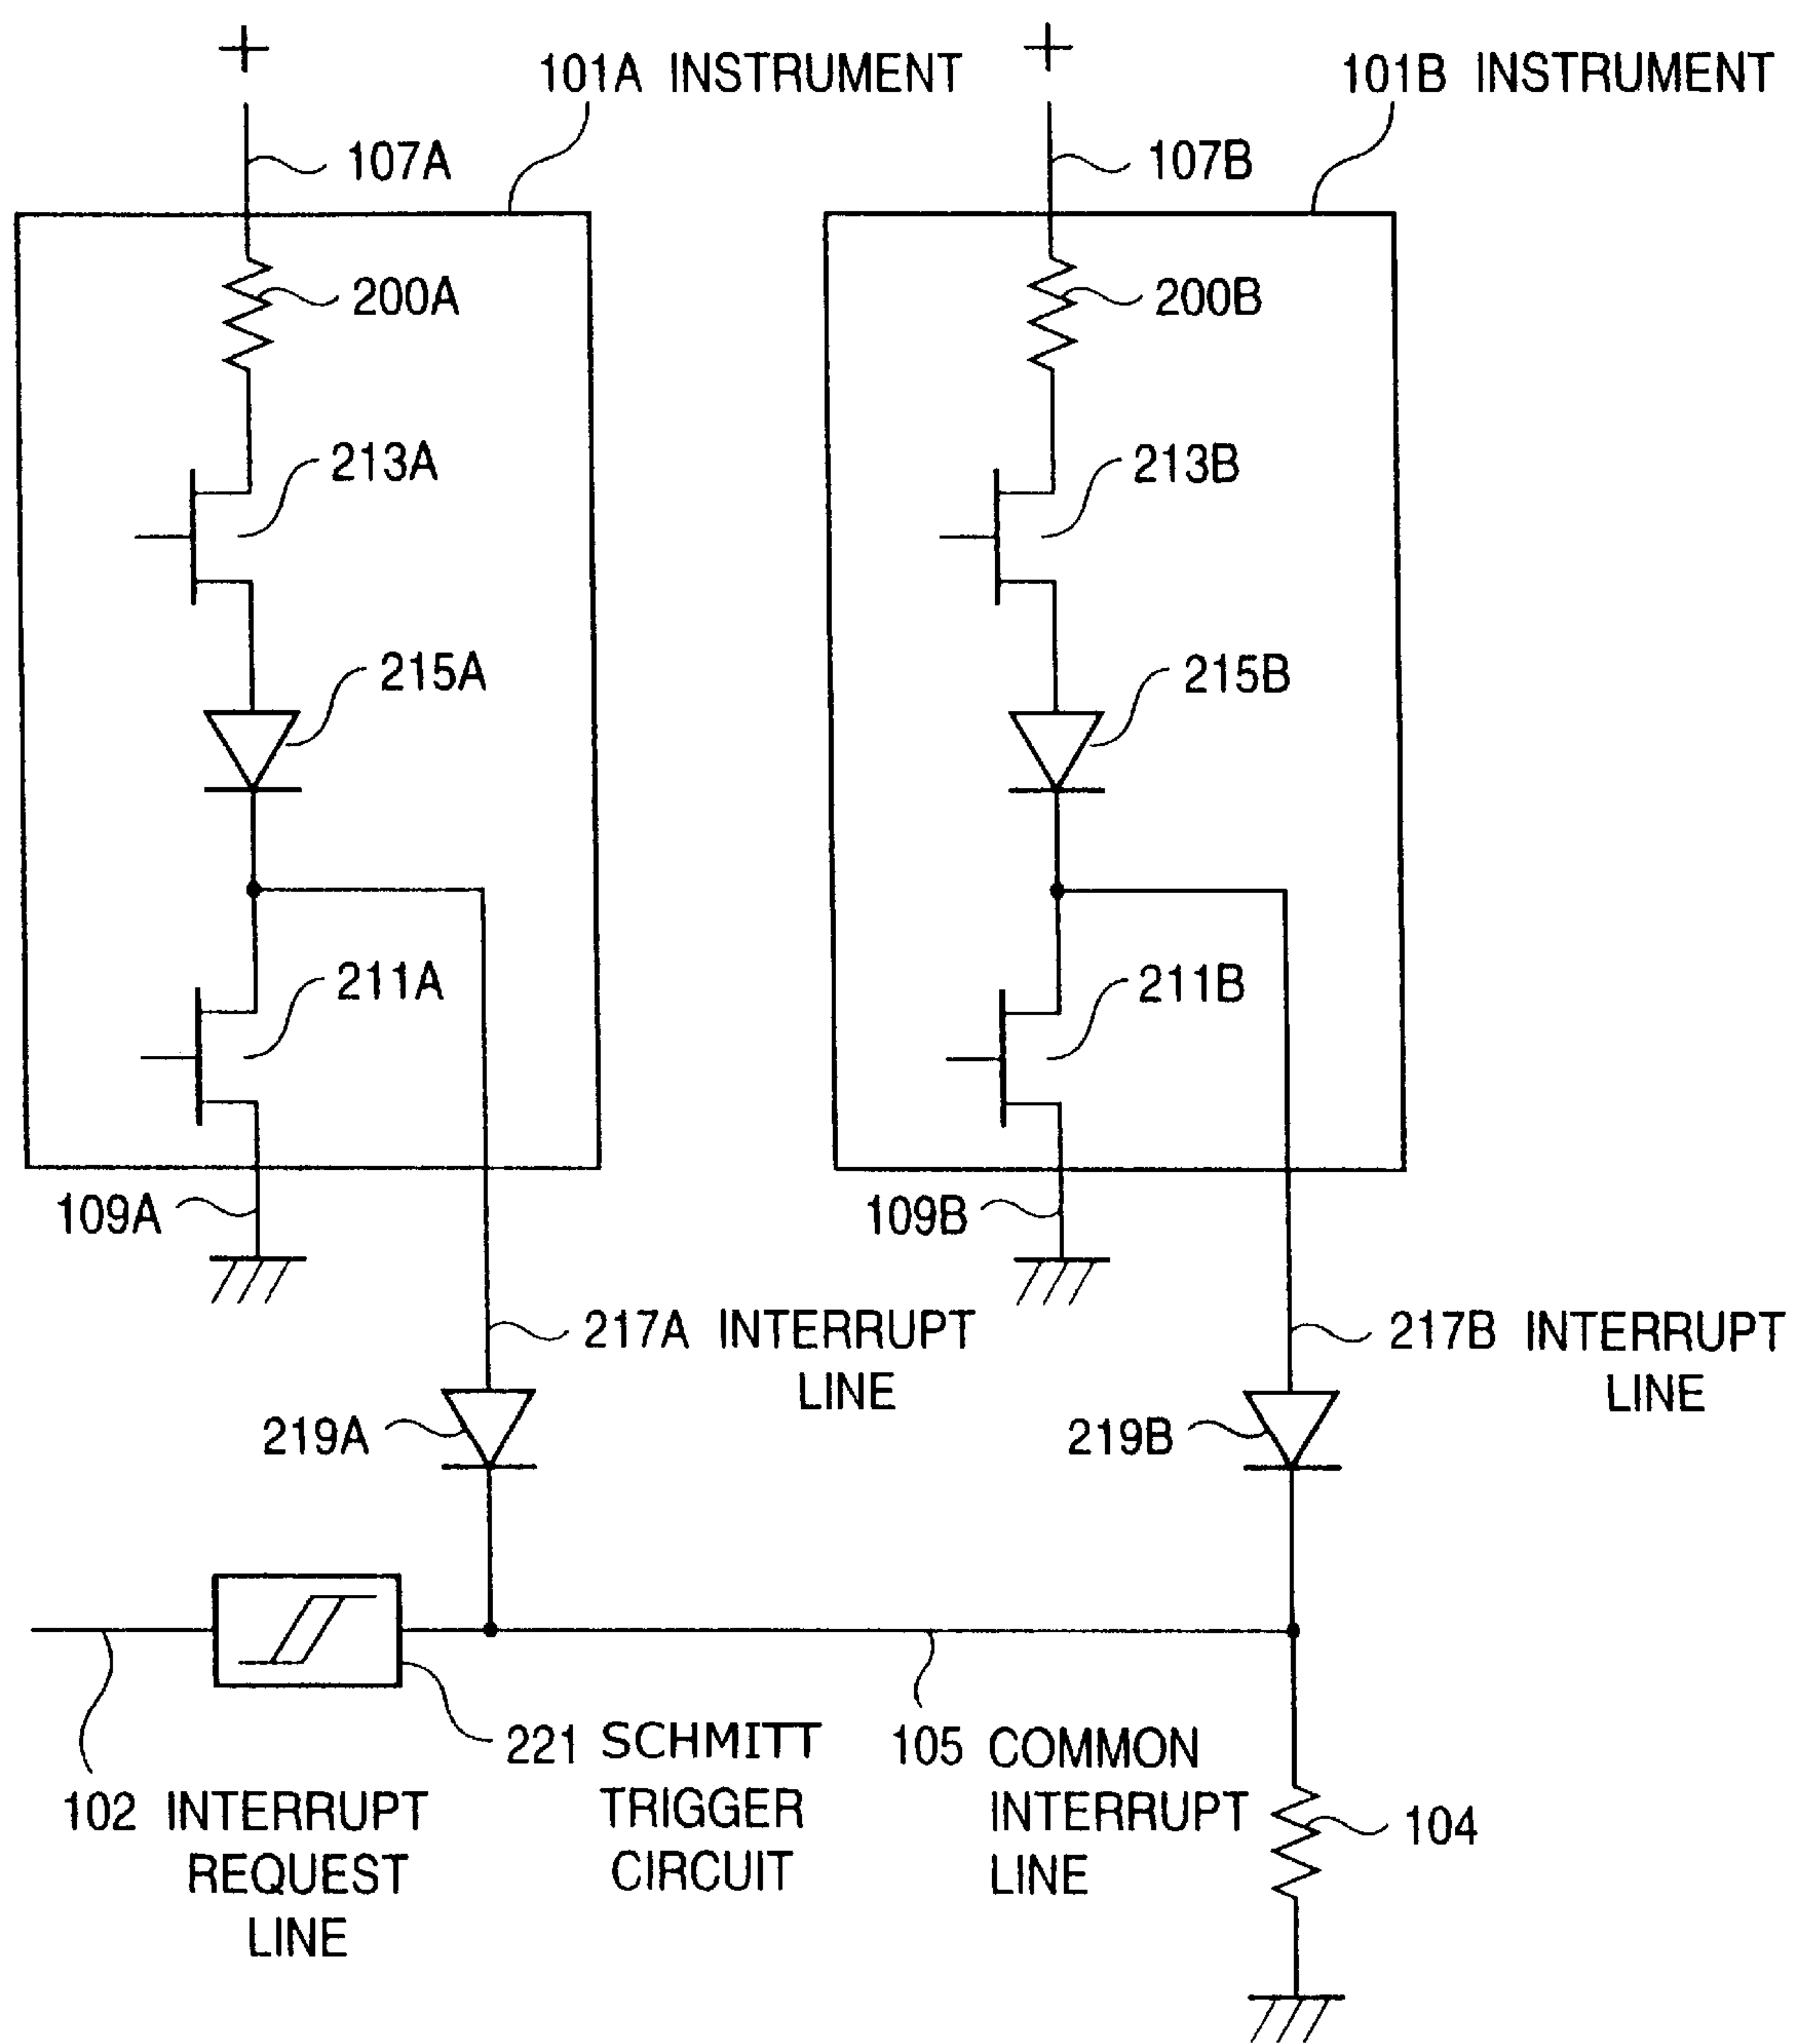 101A INSTRUMENT
101B INSTRUMENT
107A
107B
200A
200B
213A
213B
215A
215B
211A
211B
109A
109B
217A INTERRUPT
LINE
217B INTERRUPT
LINE
219A
219B
221 SCHMITT
TRIGGER
CIRCUIT
105 COMMON
INTERRUPT
LINE
102 INTERRUPT
REQUEST
LINE
104